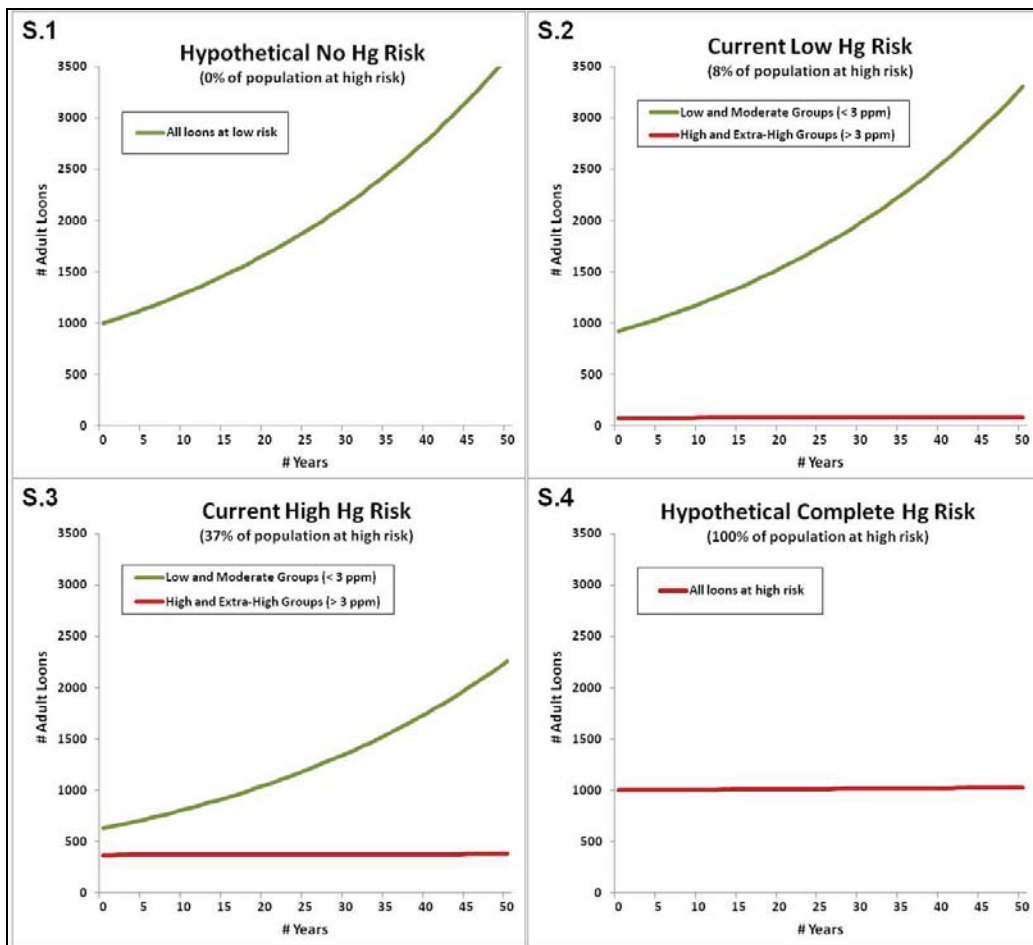 S.1
Hypothetical No Hg Risk
(0% of population at high risk)
All loons at low risk
# Adult Loons
3500
3000
2500
2000
1500
1000
500
0
0 5 10 15 20 25 30 35 40 45 50
# Years
S.2
Current Low Hg Risk
(8% of population at high risk)
Low and Moderate Groups (< 3 ppm)
High and Extra-High Groups (> 3 ppm)
# Adult Loons
3500
3000
2500
2000
1500
1000
500
0
0 5 10 15 20 25 30 35 40 45 50
# Years
S.3
Current High Hg Risk
(37% of population at high risk)
Low and Moderate Groups (< 3 ppm)
High and Extra-High Groups (> 3 ppm)
# Adult Loons
3500
3000
2500
2000
1500
1000
500
0
0 5 10 15 20 25 30 35 40 45 50
# Years
S.4
Hypothetical Complete Hg Risk
(100% of population at high risk)
All loons at high risk
# Adult Loons
3500
3000
2500
2000
1500
1000
500
0
0 5 10 15 20 25 30 35 40 45 50
# Years